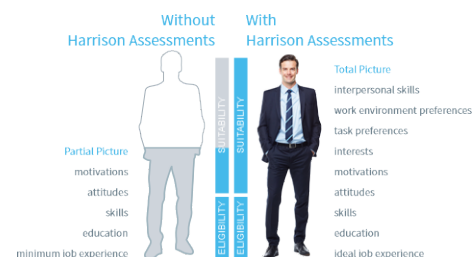 Without
Harrison Assessments
With
Harrison Assessments
Partial Picture
motivations
attitudes
skills
education
minimum job experience
SUITABILITY
ELIGIBILITY
SUITABILITY
ELIGIBILITY
Total Picture
interpersonal skills
work environment preferences
task preferences
interests
motivations
attitudes
skills
education
ideal job experience